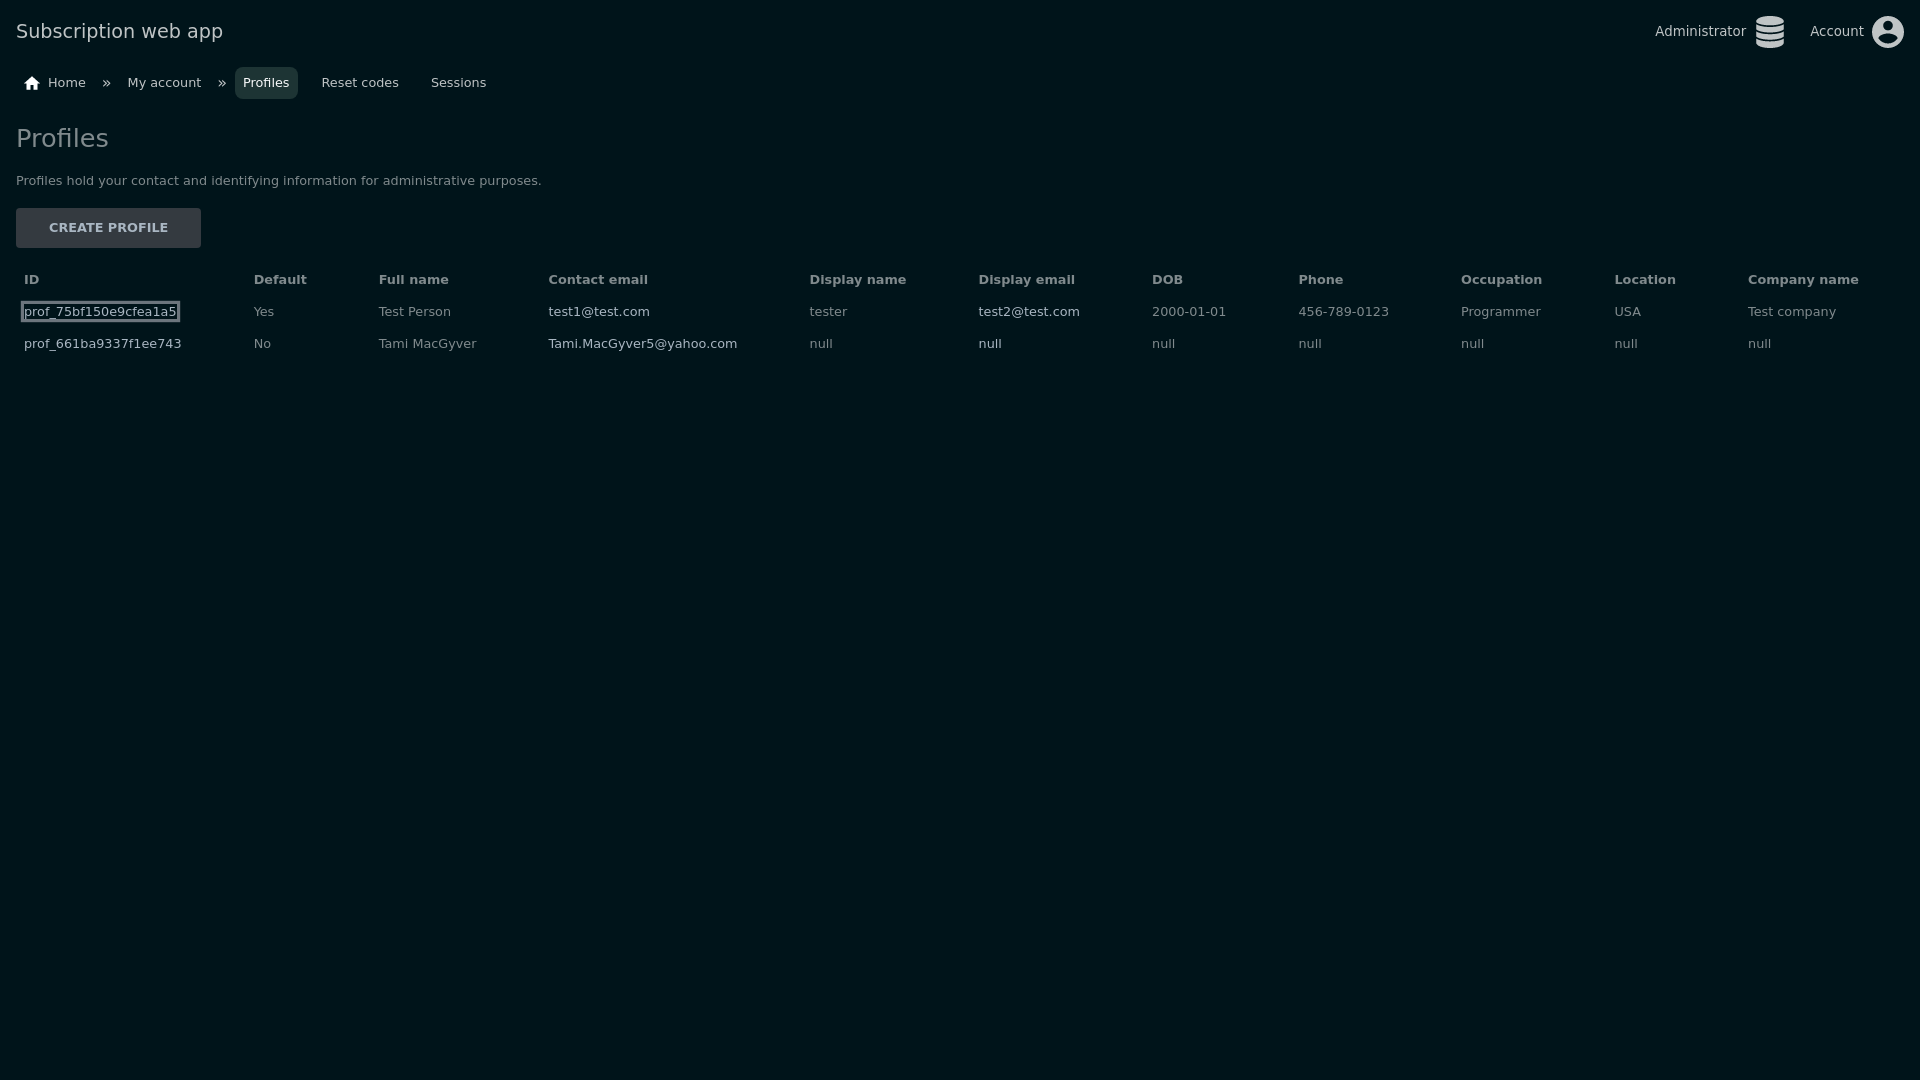 Subscription web app Administrator Account
Home » My account » Profiles Reset codes Sessions
Profiles
Profiles hold your contact and identifying information for administrative purposes.
CREATE PROFILE
ID Default Full name Contact email Display name Display email DOB Phone Occupation Location Company name
prof_75bf150e9cfea1a5 Yes Test Person test1@test.com tester test2@test.com 2000-01-01 456-789-0123 Programmer USA Test company
prof_661ba9337f1ee743 No Tami MacGyver Tami.MacGyver5@yahoo.com null null null null null null null